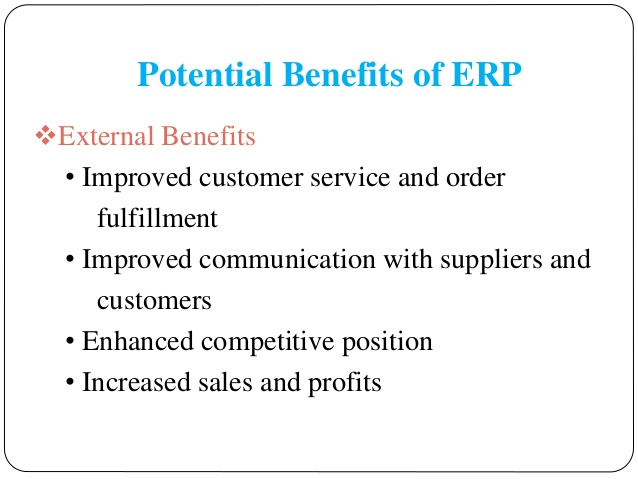 Potential Benefits of ERP
❖External Benefits
• Improved customer service and order
fulfillment
• Improved communication with suppliers and
customers
• Enhanced competitive position
• Increased sales and profits